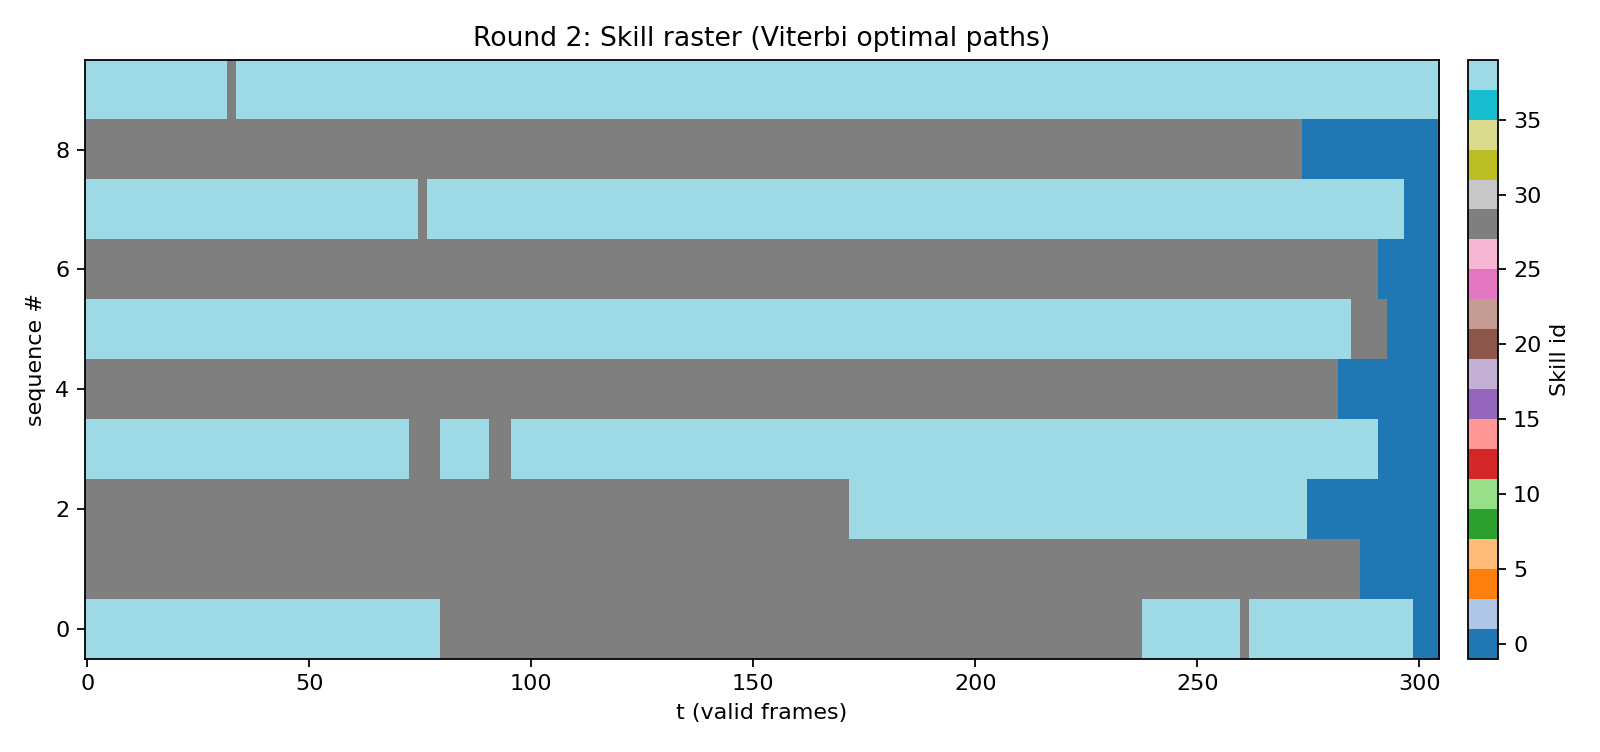 Round 2: Skill raster (Viterbi optimal paths)
sequence #
8
6
4
2
0
0 50 100 150 200 250 300
t (valid frames)
35
30
25
20
15
10
5
0
Skill id